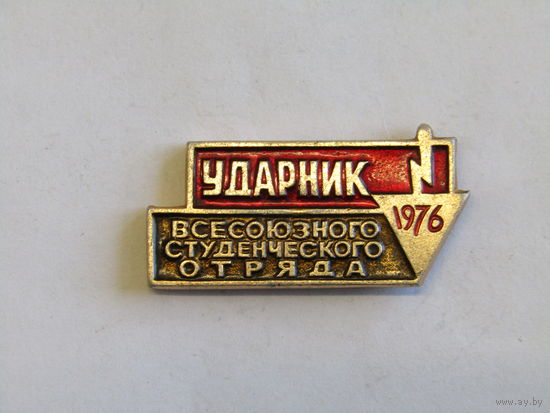 УДАРНИК
1976
ВСЕСОЮЗНОГО
СТУДЕНЧЕСКОГО
ОТРЯДА
www.ay.by